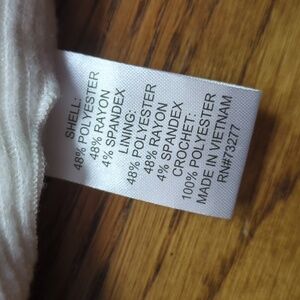 SHELL:
48% POLYESTER
48% RAYON
4% SPANDEX
LINING:
48% POLYESTER
48% RAYON
4% SPANDEX
CROCHET:
100% POLYESTER
MADE IN VIETNAM
RN#73277